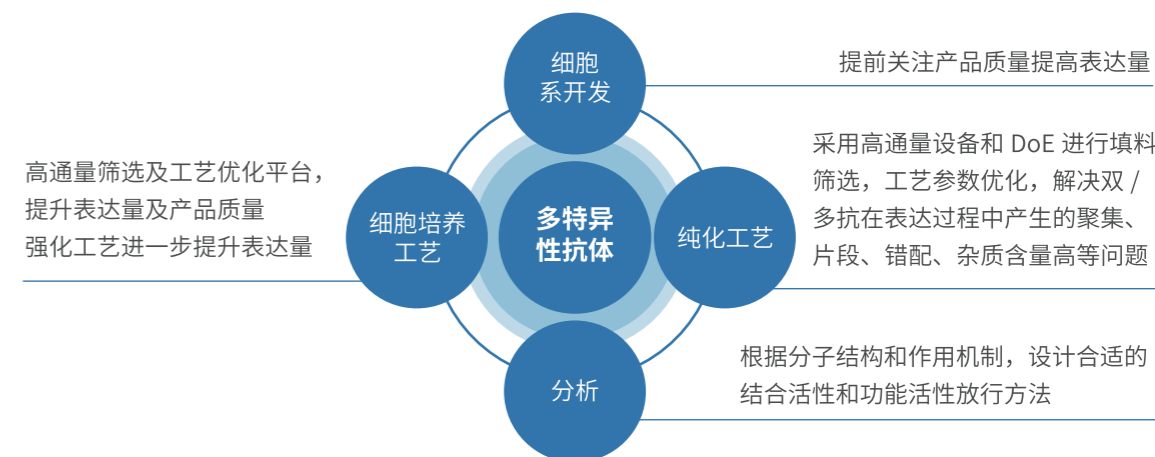 细胞
系开发
提前关注产品质量提高表达量
高通量筛选及工艺优化平台，
提升表达量及产品质量
强化工艺进一步提升表达量
细胞培养
工艺
多特异
性抗体
纯化工艺
采用高通量设备和 DoE 进行填料
筛选，工艺参数优化，解决双 /
多抗在表达过程中产生的聚集、
片段、错配、杂质含量高等问题
分析
根据分子结构和作用机制，设计合适的
结合活性和功能活性放行方法